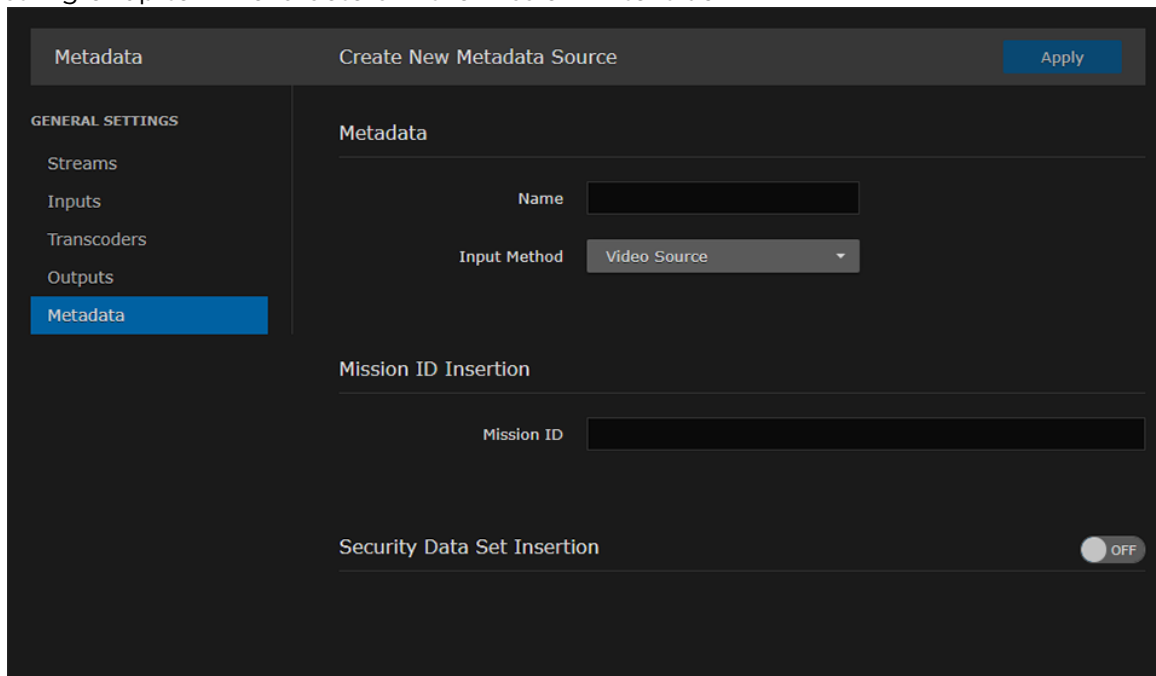 Metadata
Create New Metadata Source
Apply
GENERAL SETTINGS
Streams
Inputs
Transcoders
Outputs
Metadata
Metadata
Name
Input Method
Video Source
Mission ID Insertion
Mission ID
Security Data Set Insertion
OFF